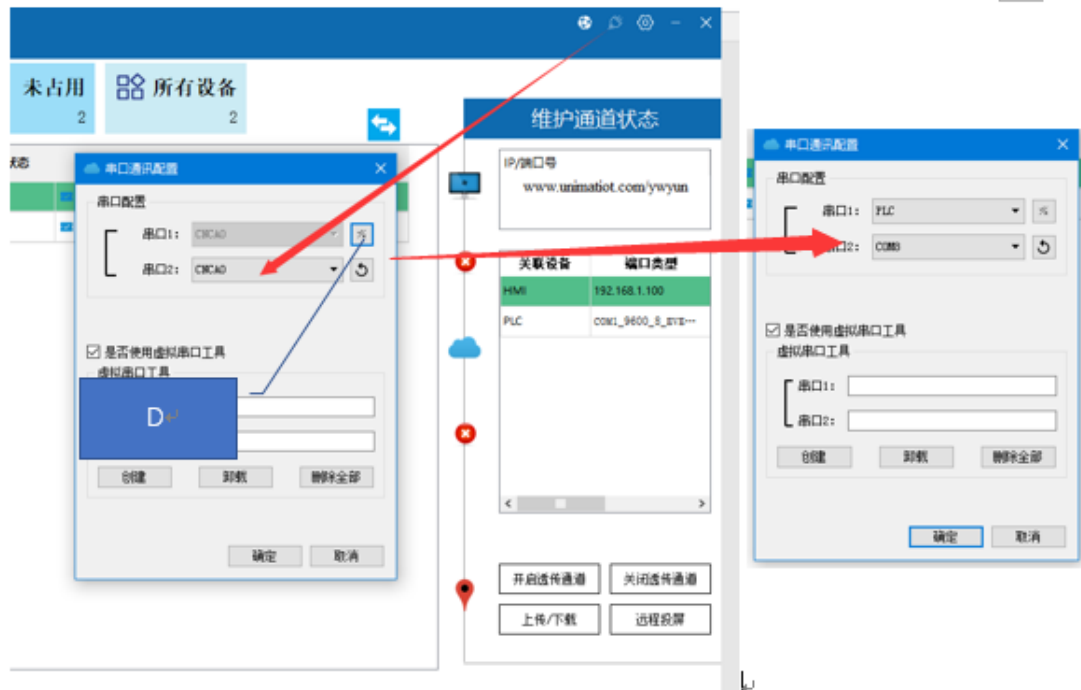 未占用
2
所有设备
2
状态
串口通讯配置
串口配置
串口1: CNCA0
串口2: CNCA0
是否使用虚拟串口工具
虚拟串口工具
D
创建 卸载 删除全部
确定 取消
维护通道状态
IP/端口号
www.unimatiot.com/ywyun
关联设备 端口类型
HMI 192.168.1.100
PLC COM1_9600_8_EVE···
开启透传通道 关闭透传通道
上传/下载 远程投屏
串口通讯配置
串口配置
串口1: PLC
串口2: COM3
是否使用虚拟串口工具
虚拟串口工具
串口1:
串口2:
创建 卸载 删除全部
确定 取消